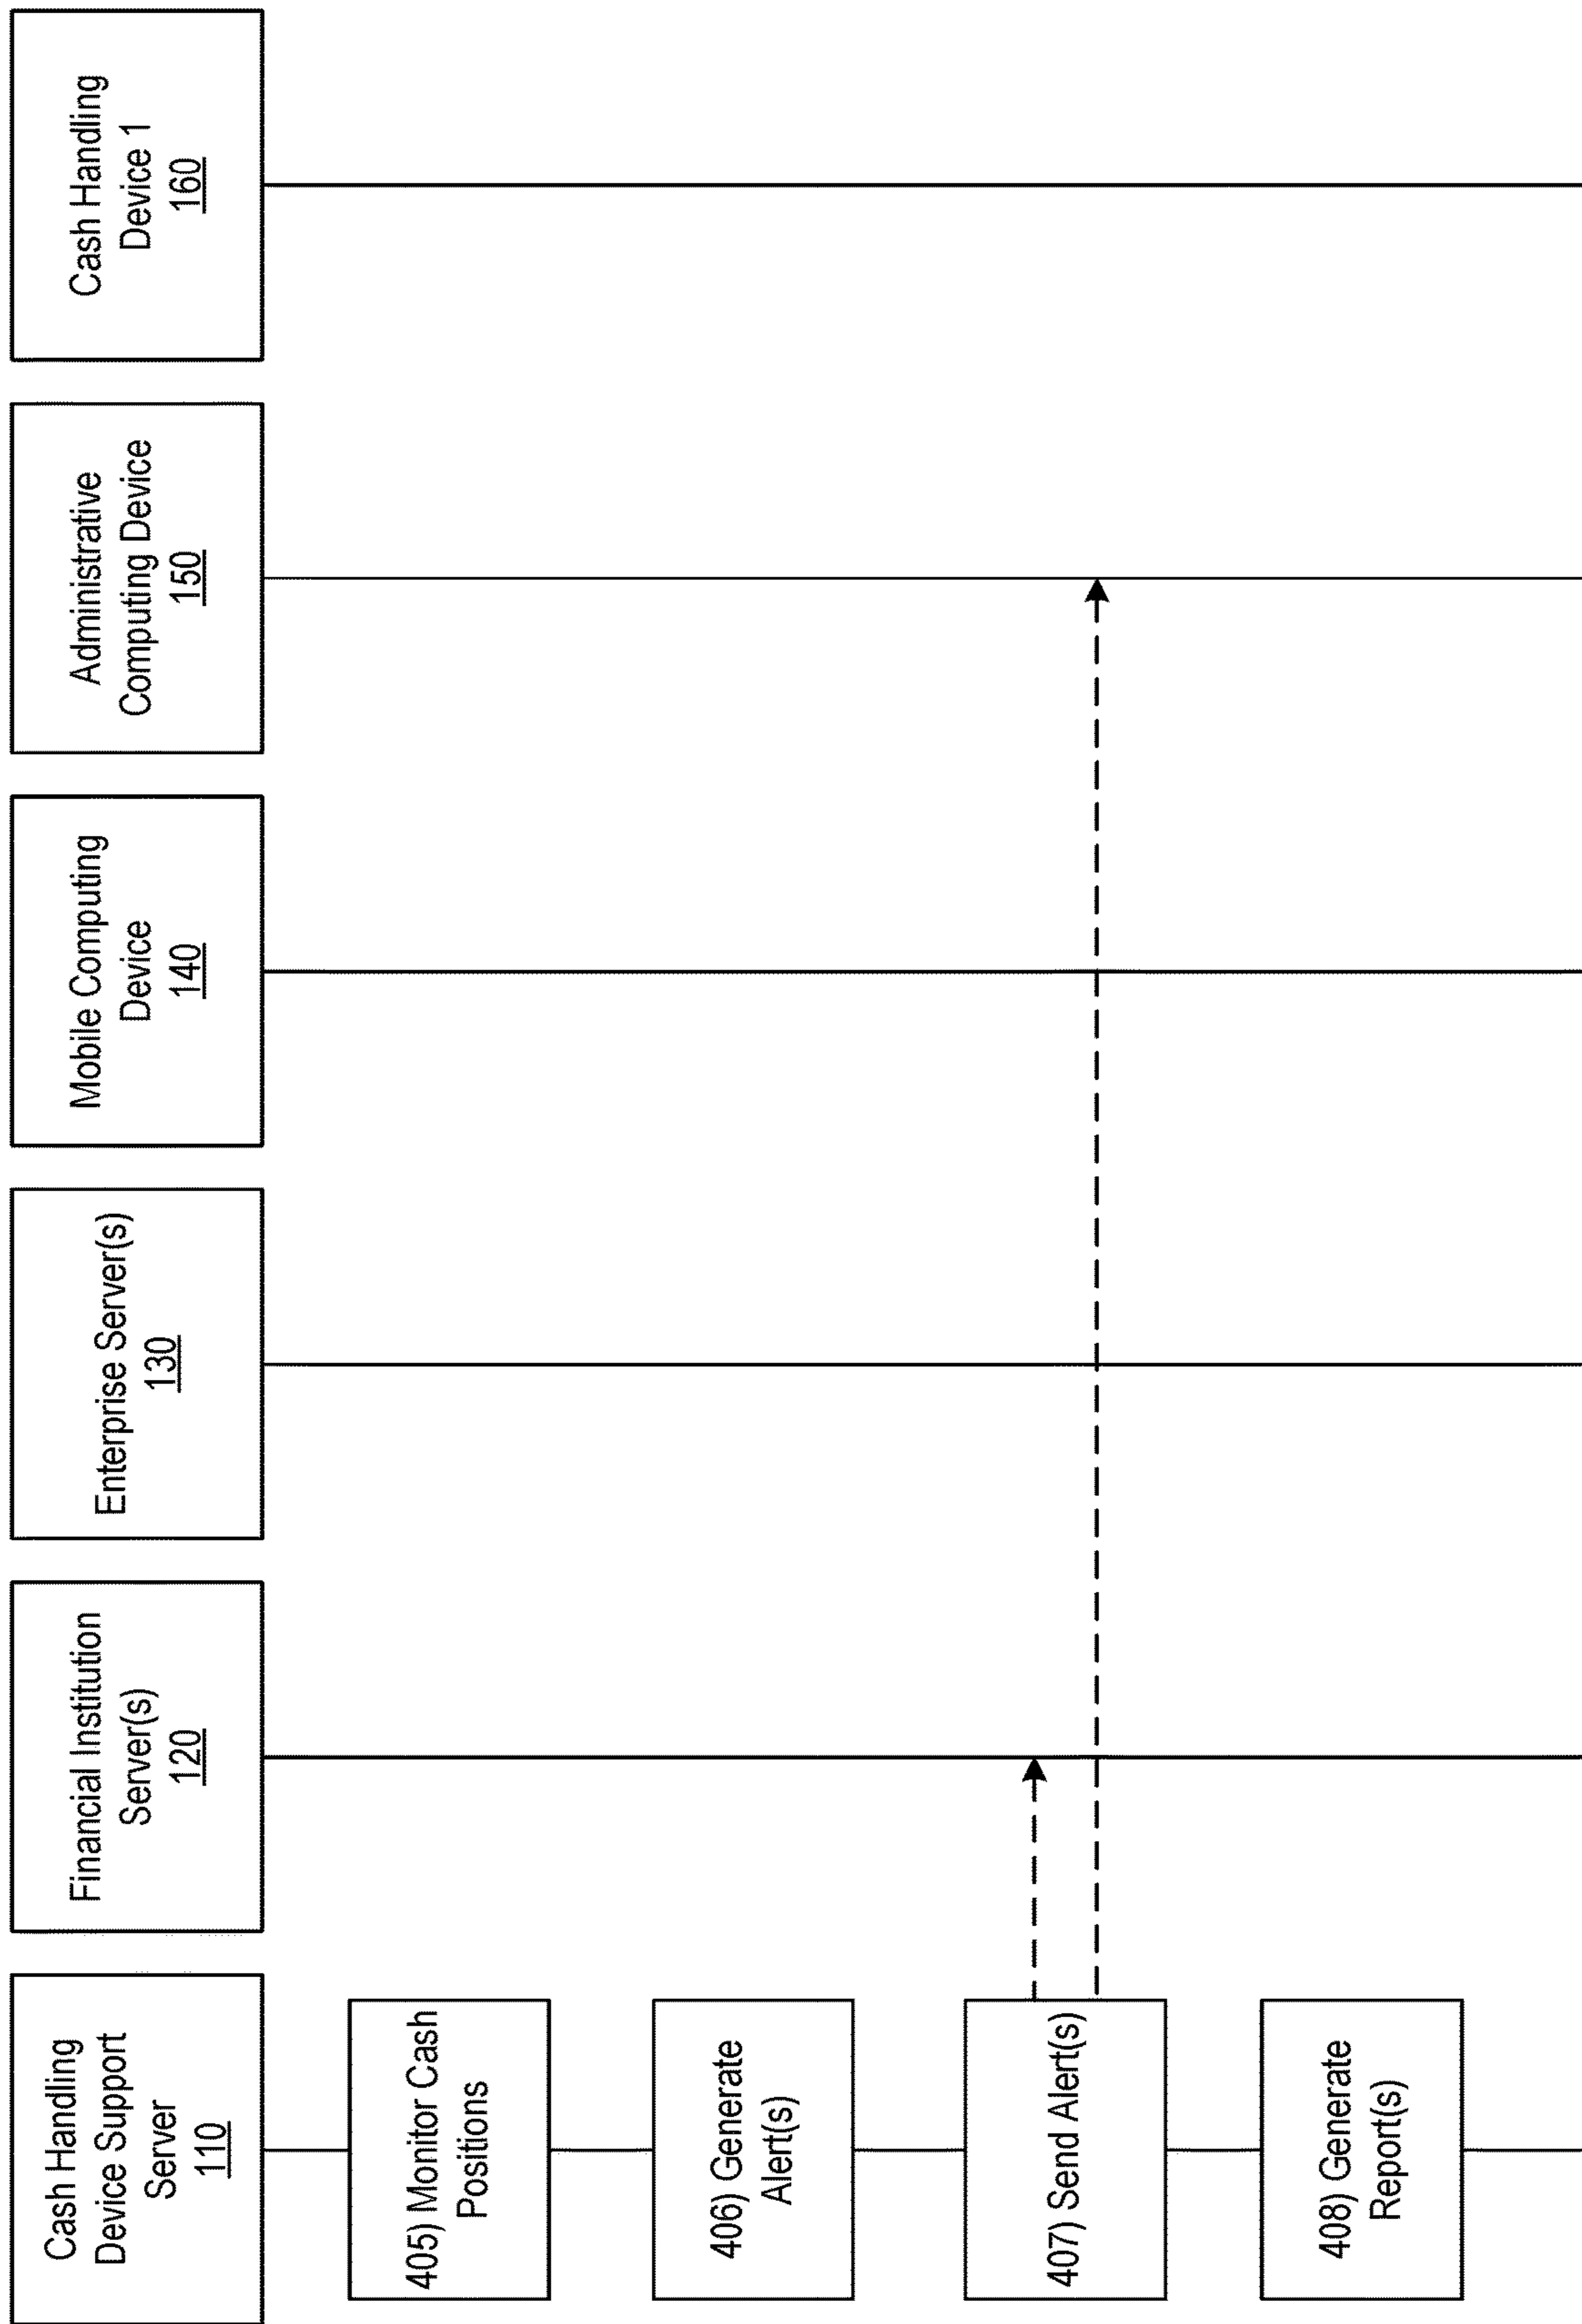 Cash Handling
Device Support
Server
110
Financial Institution
Server(s)
120
Enterprise Server(s)
130
Mobile Computing
Device
140
Administrative
Computing Device
150
Cash Handling
Device 1
160
405) Monitor Cash
Positions
406) Generate
Alert(s)
407) Send Alert(s)
408) Generate
Report(s)